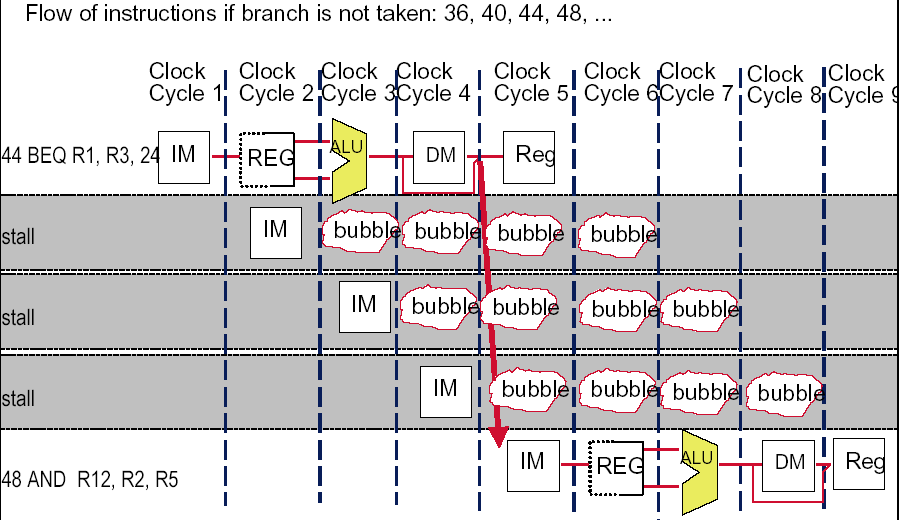 Flow of instructions if branch is not taken: 36, 40, 44, 48, ...
Clock Cycle 1
Clock Cycle 2
Clock Cycle 3
Clock Cycle 4
Clock Cycle 5
Clock Cycle 6
Clock Cycle 7
Clock Cycle 8
Clock Cycle 9
44 BEQ R1, R3, 24 IM REG ALU DM Reg
stall IM bubble bubble bubble bubble
stall IM bubble bubble bubble bubble
stall IM bubble bubble bubble bubble
48 AND R12, R2, R5 IM REG ALU DM Reg